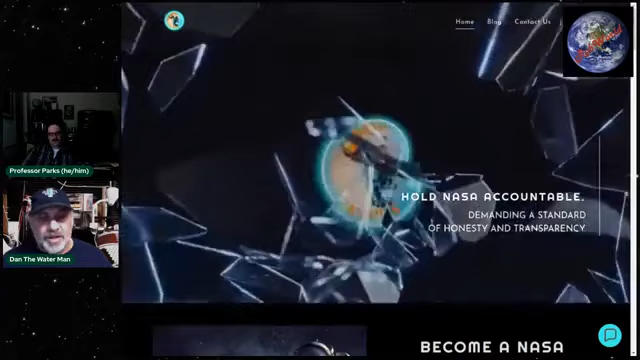 Home Blog Contact Us
Professor Parks (he/him)
Dan The Water Man
HOLD NASA ACCOUNTABLE.
DEMANDING A STANDARD
OF HONESTY AND TRANSPARENCY
BECOME A NASA